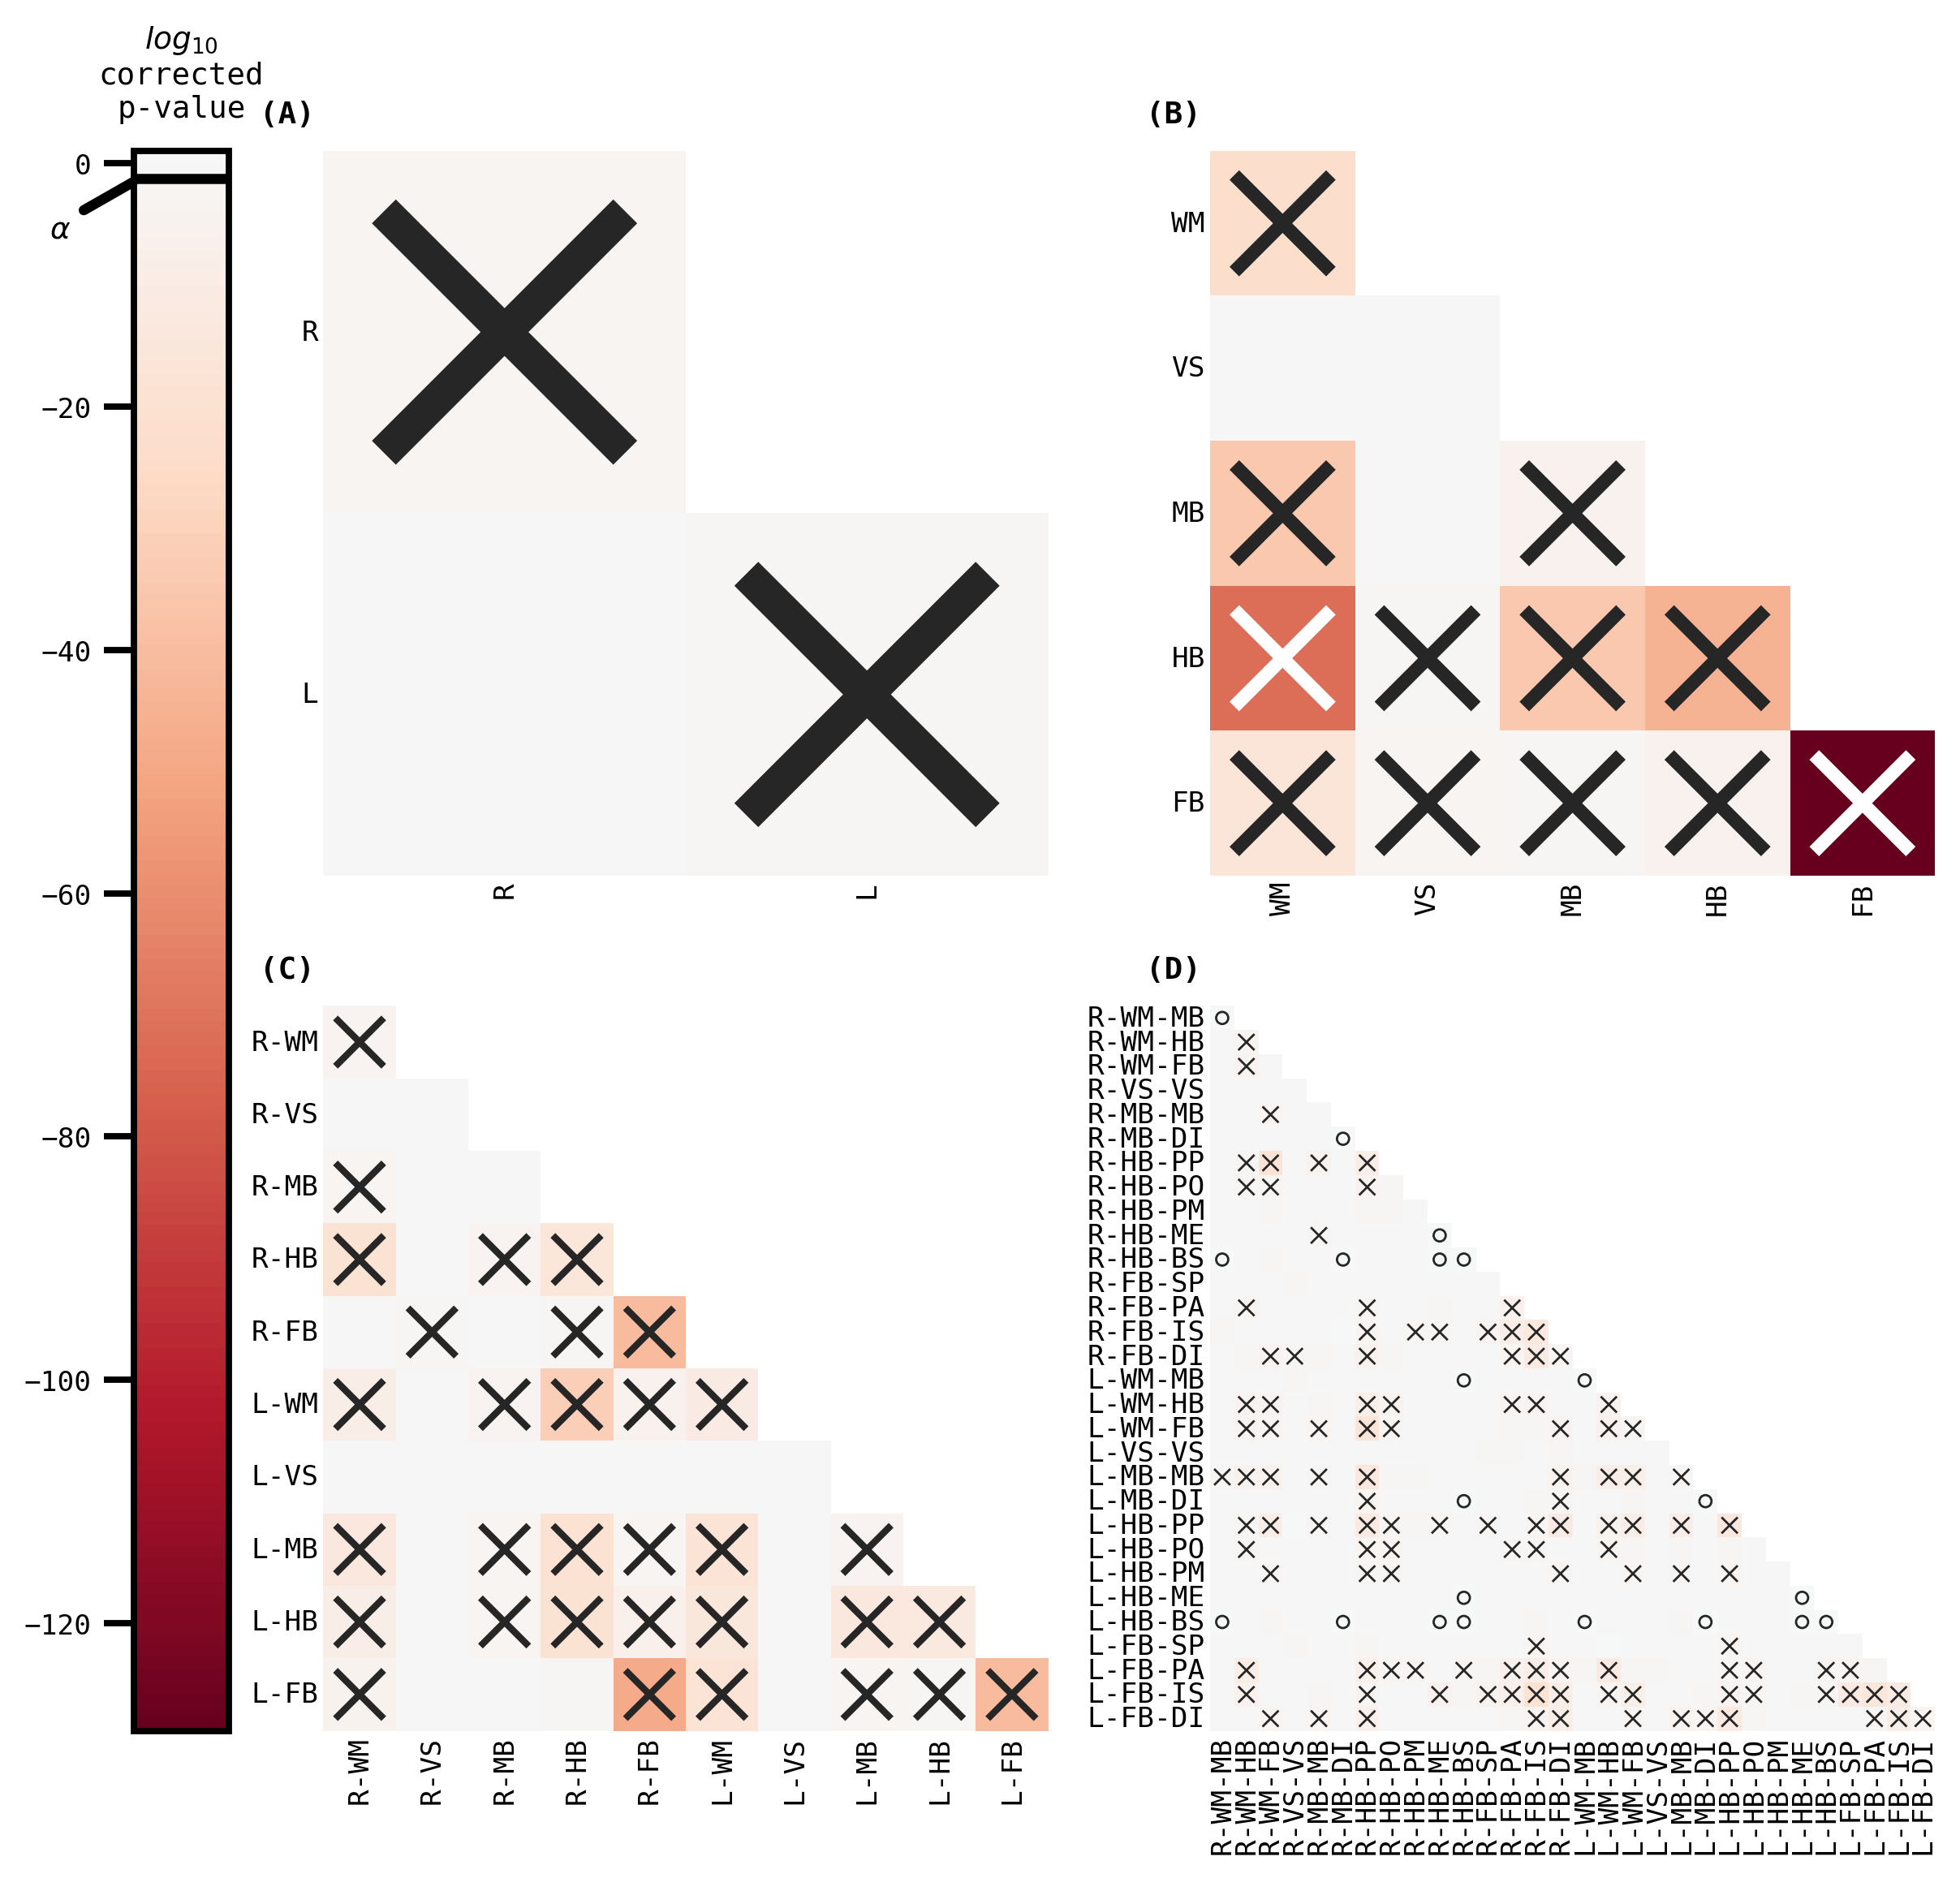 log10
corrected
p-value
0
α
−20
−40
−60
−80
−100
−120
(A)
R
L
R L
(B)
WM
VS
MB
HB
FB
WM VS MB HB FB
(C)
R-WM
R-VS
R-MB
R-HB
R-FB
L-WM
L-VS
L-MB
L-HB
L-FB
R-WM R-VS R-MB R-HB R-FB L-WM L-VS L-MB L-HB L-FB
(D)
R-WM-MB
R-WM-HB
R-WM-FB
R-VS-VS
R-MB-MB
R-MB-DI
R-HB-PP
R-HB-PO
R-HB-PM
R-HB-ME
R-HB-BS
R-FB-SP
R-FB-PA
R-FB-IS
R-FB-DI
L-WM-MB
L-WM-HB
L-WM-FB
L-VS-VS
L-MB-MB
L-MB-DI
L-HB-PP
L-HB-PO
L-HB-PM
L-HB-ME
L-HB-BS
L-FB-SP
L-FB-PA
L-FB-IS
L-FB-DI
R-WM-MB R-WM-HB R-WM-FB R-VS-VS R-MB-MB R-MB-DI R-HB-PP R-HB-PO R-HB-PM R-HB-ME R-HB-BS R-FB-SP R-FB-PA R-FB-IS R-FB-DI L-WM-MB L-WM-HB L-WM-FB L-VS-VS L-MB-MB L-MB-DI L-HB-PP L-HB-PO L-HB-PM L-HB-ME L-HB-BS L-FB-SP L-FB-PA L-FB-IS L-FB-DI